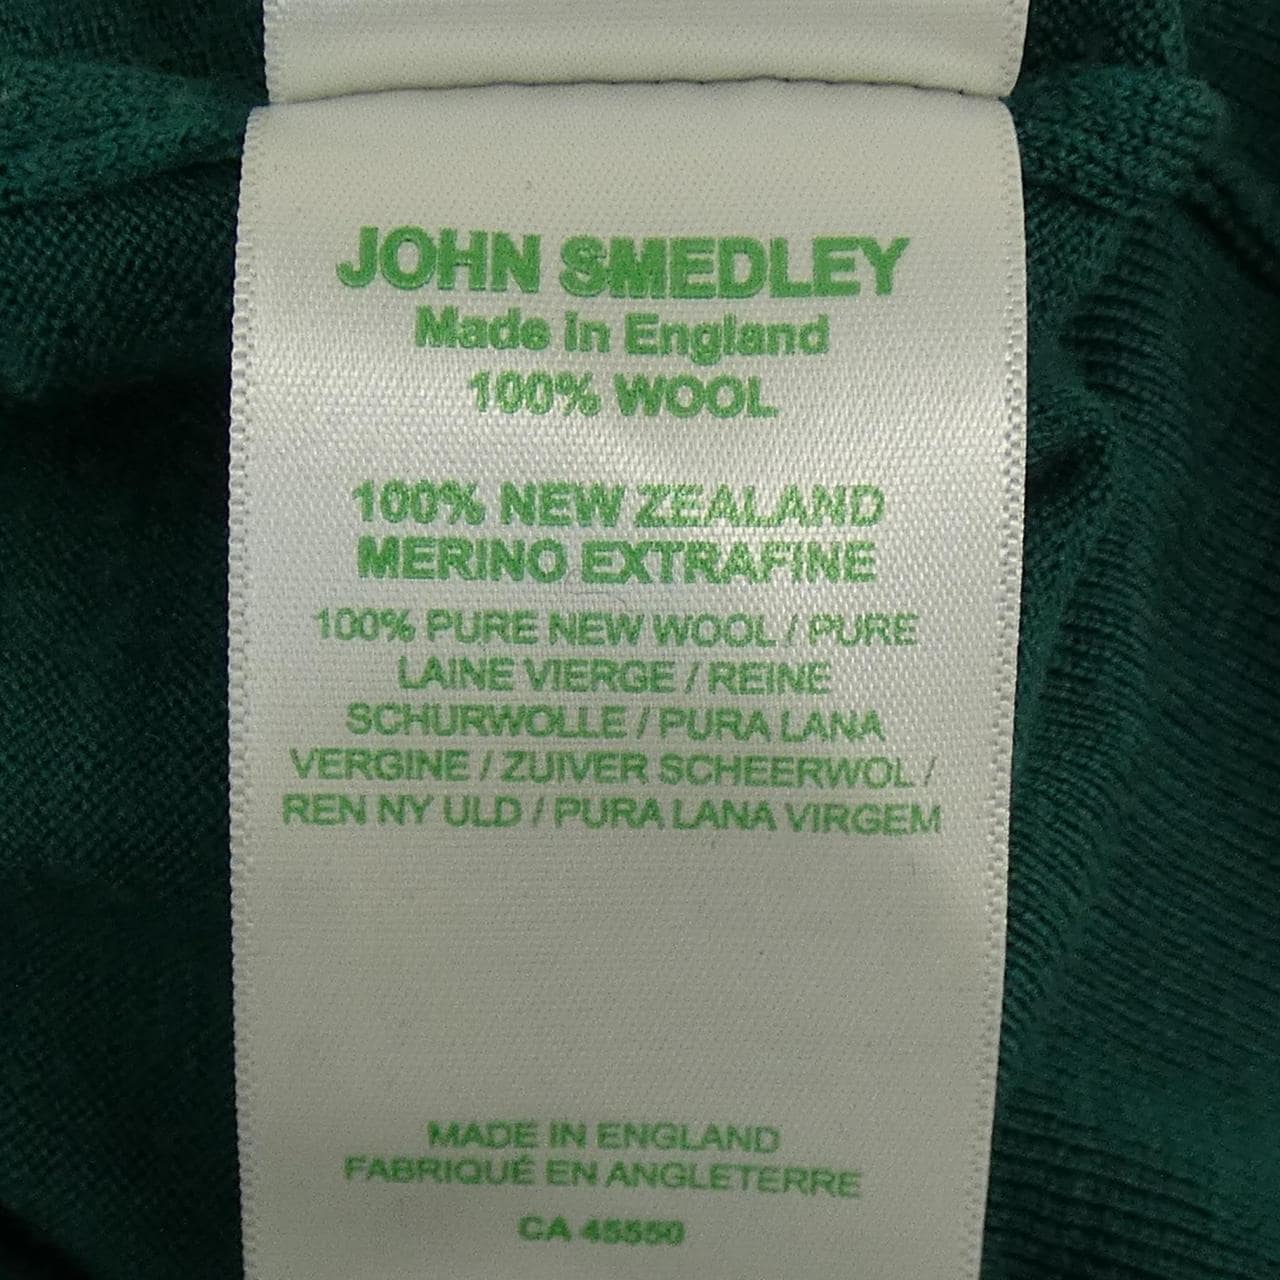 JOHN SMEDLEY
Made in England
100% WOOL
100% NEW ZEALAND
MERINO EXTRAFINE
100% PURE NEW WOOL / PURE
LAINE VIERGE / REINE
SCHURWOLLE / PURA LANA
VERGINE / ZUIVER SCHEERWOL /
REN NY ULD / PURA LANA VIRGEM
MADE IN ENGLAND
FABRIQUÉ EN ANGLETERRE
CA 45550